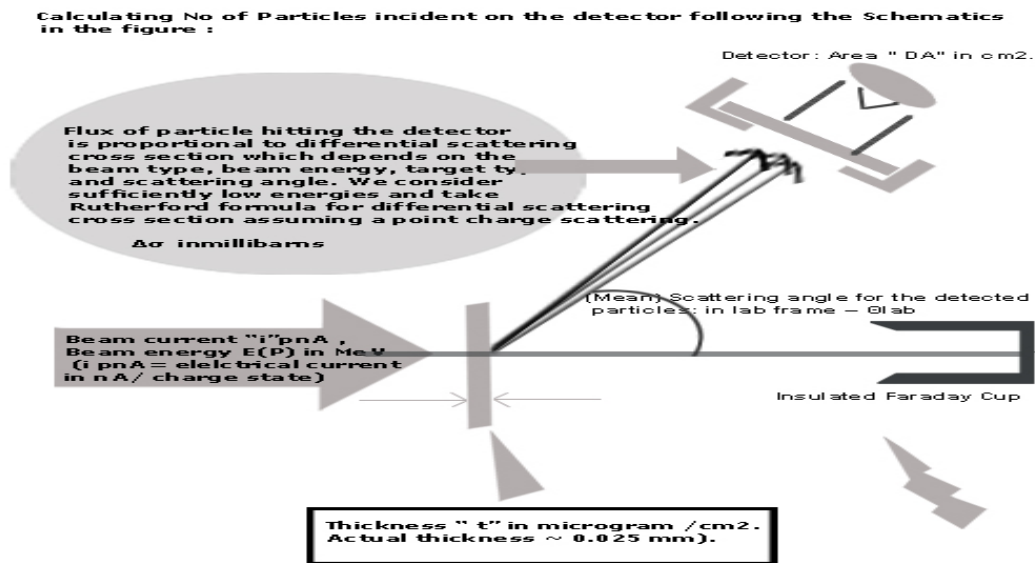 Calculating No of Particles incident on the detector following the Schematics
in the figure :
Detector: Area " DA" in cm2.
Flux of particle hitting the detector
is proportional to differential scattering
cross section which depends on the
beam type, beam energy, target ty
and scattering angle. We consider
sufficiently low energies and take
Rutherford formula for differential scattering
cross section assuming a point charge scattering.
Δσ inmillibarns
(Mean) Scattering angle for the detected
particles: in lab frame – θlab
Beam current "i"pnA ,
Beam energy E(P) in MeV
(i pnA= elelctrical current
in nA/ charge state)
Insulated Faraday Cup
Thickness " t" in microgram /cm2.
Actual thickness ~ 0.025 mm).